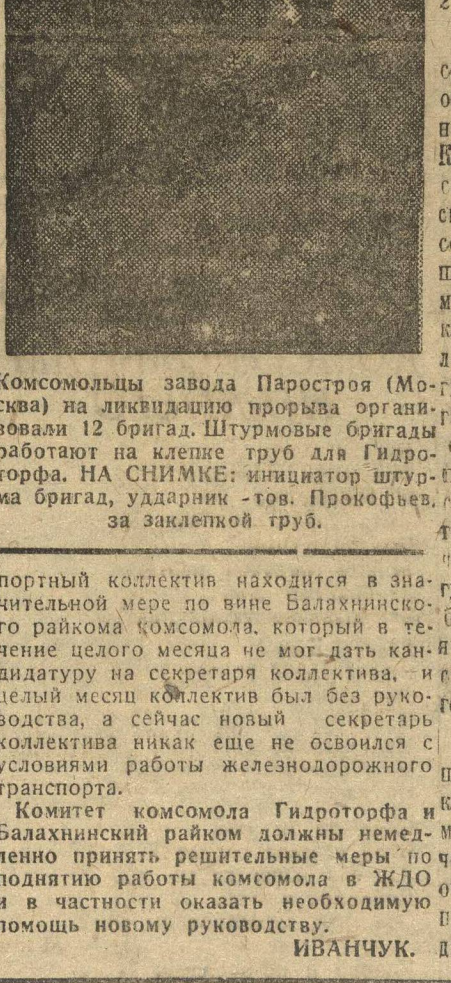 Комсомольцы завода Паростроя (Мо-
сква) на ликвидацию прорыва органи-
зовали 12 бригад. Штурмовые бригады
работают на клепке труб для Гидро-
торфа. НА СНИМКЕ: инициатор штур-
ма бригад, уддарник -тов. Прокофьев,
за заклепкой труб.
портный коллектив находится в зна-
чительной мере по вине Балахнинско-
го райкома комсомола, который в те-
чение целого месяца не мог дать кан-
дидатуру на секретаря коллектива, и
целый месяц коллектив был без руко-
водства, а сейчас новый секретарь
коллектива никак еще не освоился с
условиями работы железнодорожного
транспорта.
Комитет комсомола Гидроторфа и
Балахнинский райком должны немед-
ленно принять решительные меры по
поднятию работы комсомола в ЖДО
и в частности оказать необходимую
помощь новому руководству.
ИВАНЧУК.